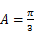 A = π/3